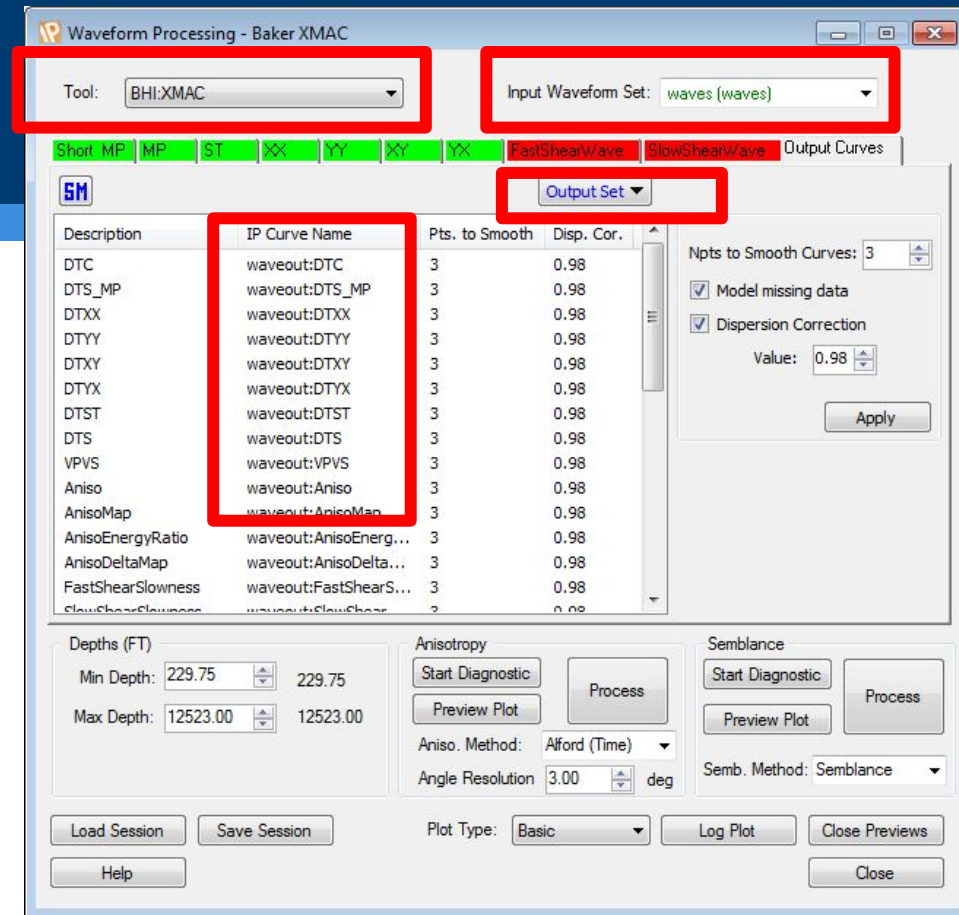 Waveform Processing - Baker XMAC
Tool: BHI:XMAC Input Waveform Set: waves (waves)
Short MP MP ST XX YY XY YX FastShearWave SlowShearWave Output Curves
SM Output Set
Description IP Curve Name Pts. to Smooth Disp. Cor.
DTC waveout:DTC 3 0.98
DTS_MP waveout:DTS_MP 3 0.98
DTXX waveout:DTXX 3 0.98
DTYY waveout:DTYY 3 0.98
DTXY waveout:DTXY 3 0.98
DTYX waveout:DTYX 3 0.98
DTST waveout:DTST 3 0.98
DTS waveout:DTS 3 0.98
VPVS waveout:VPVS 3 0.98
Aniso waveout:Aniso 3 0.98
AnisoMap waveout:AnisoMap 3 0.98
AnisoEnergyRatio waveout:AnisoEnerg... 3 0.98
AnisoDeltaMap waveout:AnisoDelta... 3 0.98
FastShearSlowness waveout:FastShearS... 3 0.98
SlowShearSlowness waveout:SlowShear 3 0.98
Npts to Smooth Curves: 3
Model missing data
Dispersion Correction
Value: 0.98
Apply
Depths (FT)
Min Depth: 229.75 229.75
Max Depth: 12523.00 12523.00
Anisotropy
Start Diagnostic Process
Preview Plot
Aniso. Method: Alford (Time)
Angle Resolution 3.00 deg
Semblance
Start Diagnostic Process
Preview Plot
Semb. Method: Semblance
Load Session Save Session Plot Type: Basic Log Plot Close Previews
Help Close